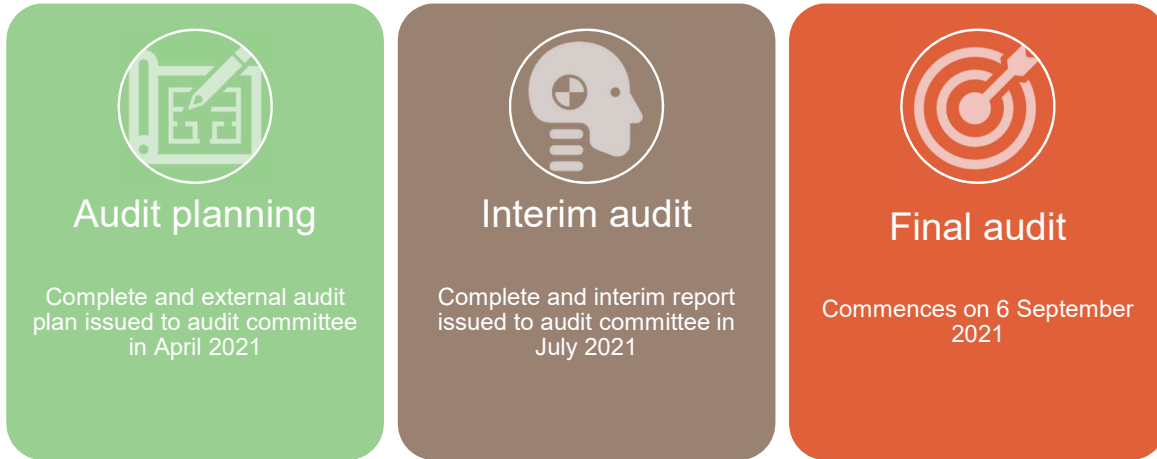 Audit planning
Complete and external audit
plan issued to audit committee
in April 2021
Interim audit
Complete and interim report
issued to audit committee in
July 2021
Final audit
Commences on 6 September
2021